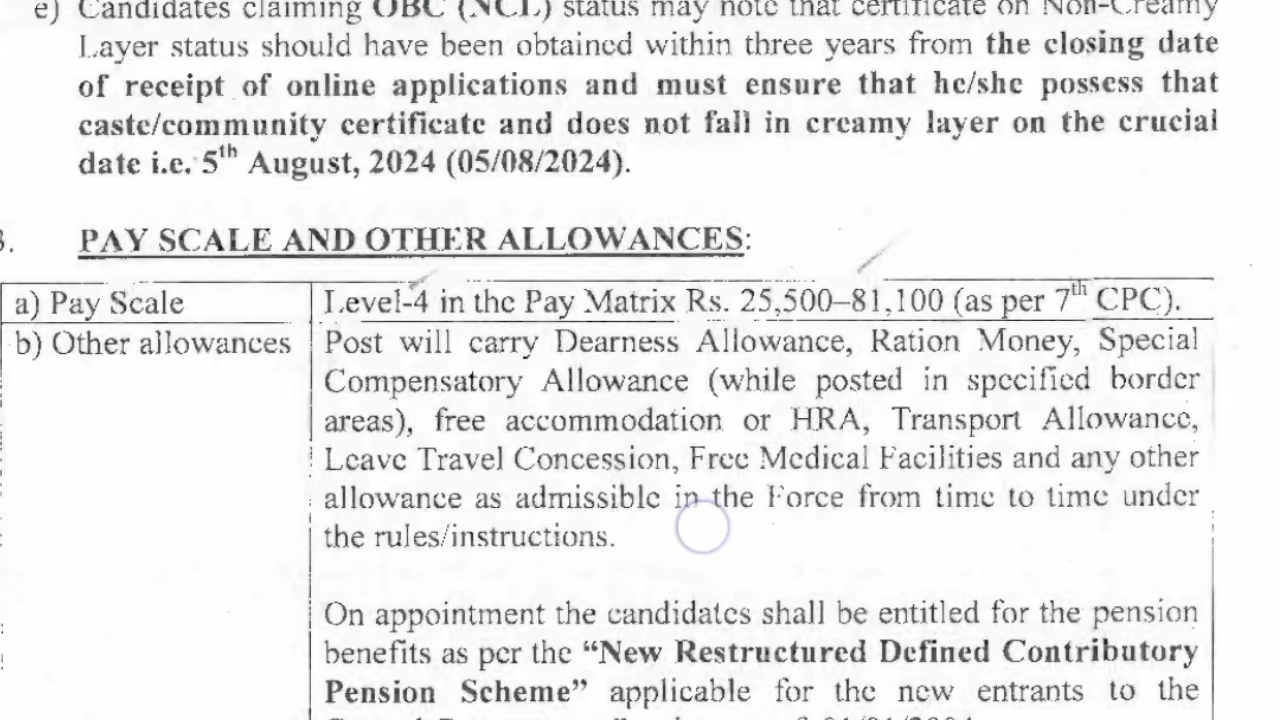 e) Candidates claiming OBC (NCL) status may note that certificate on Non-Creamy
Layer status should have been obtained within three years from the closing date
of receipt of online applications and must ensure that he/she possess that
caste/community certificate and does not fall in creamy layer on the crucial
date i.e. 5th August, 2024 (05/08/2024).
3. PAY SCALE AND OTHER ALLOWANCES:
a) Pay Scale
Level-4 in the Pay Matrix Rs. 25,500–81,100 (as per 7th CPC).
b) Other allowances
Post will carry Dearness Allowance, Ration Money, Special
Compensatory Allowance (while posted in specified border
areas), free accommodation or HRA, Transport Allowance,
Leave Travel Concession, Free Medical Facilities and any other
allowance as admissible in the Force from time to time under
the rules/instructions.
On appointment the candidates shall be entitled for the pension
benefits as per the “New Restructured Defined Contributory
Pension Scheme” applicable for the new entrants to the